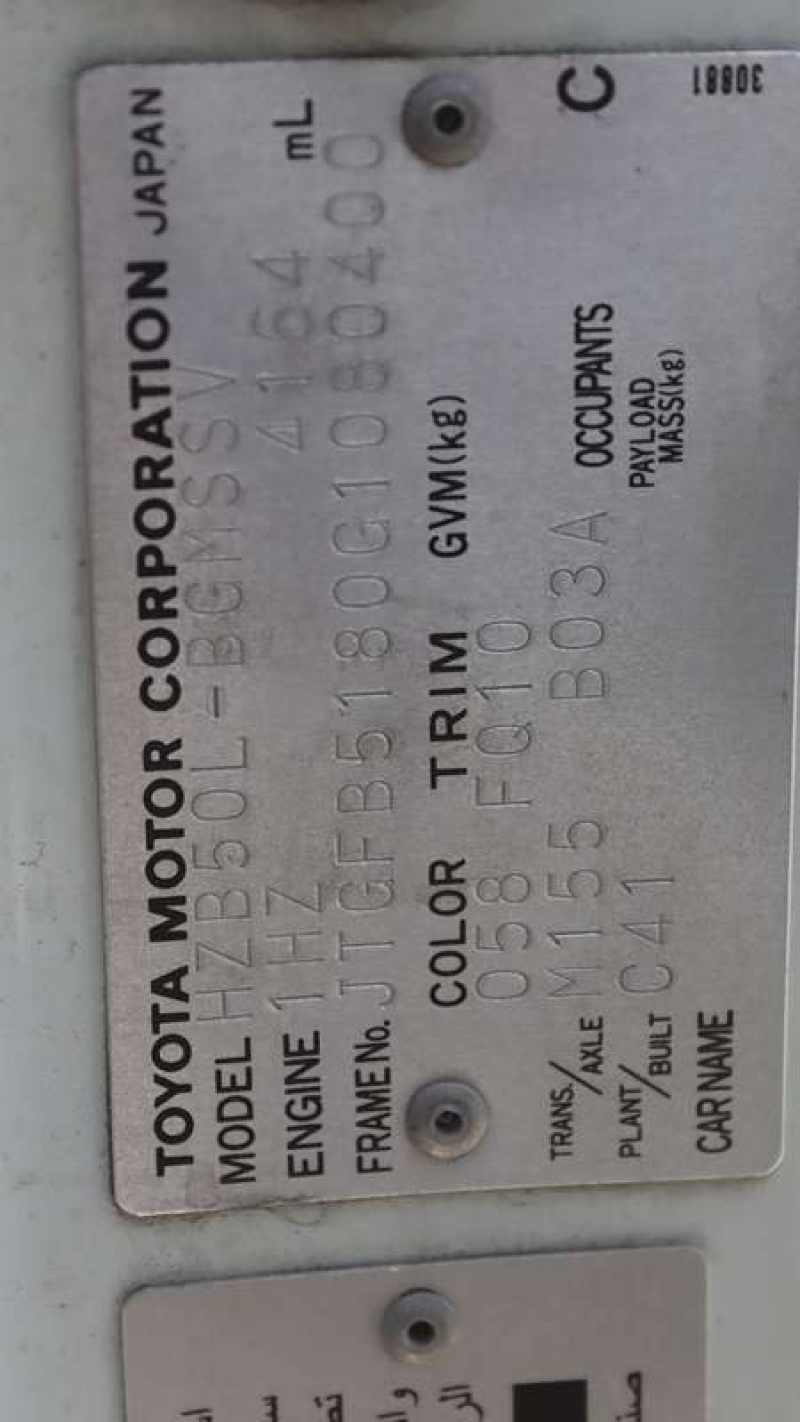 TOYOTA MOTOR CORPORATION JAPAN
MODEL HZB50L-BGMSSV
ENGINE 1HZ 4164 mL
FRAME No. JTGFB5180G1080400
COLOR TRIM GVM(kg)
058 FQ10
TRANS./AXLE M155 B03A OCCUPANTS C
PLANT/BUILT C41 PAYLOAD MASS(kg)
CAR NAME 30881